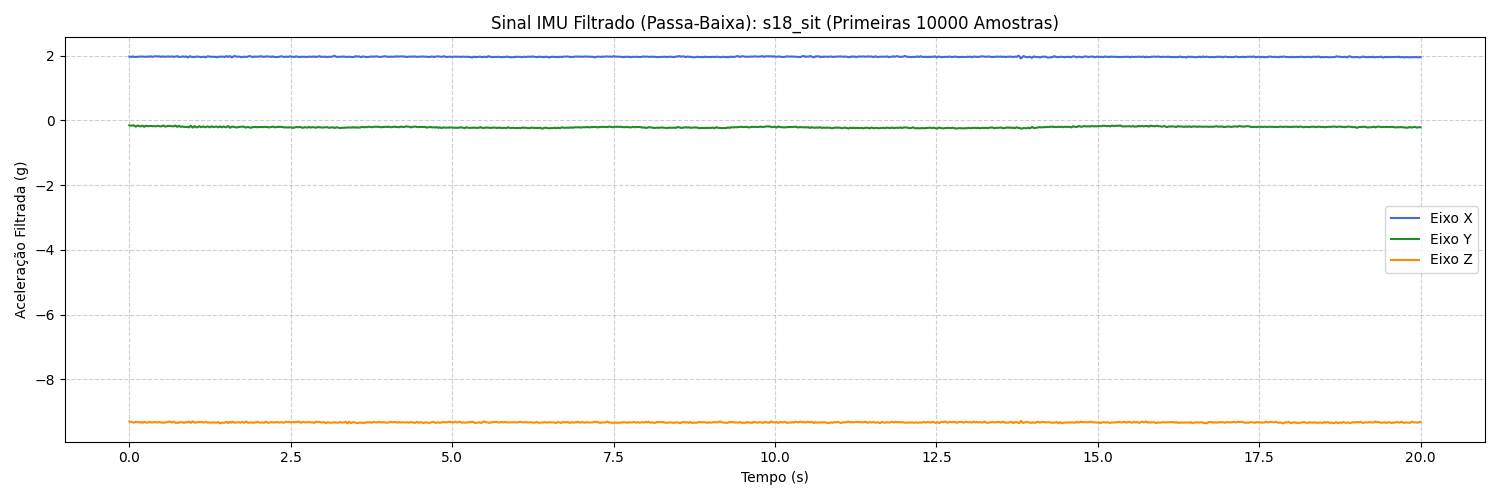 Sinal IMU Filtrado (Passa-Baixa): s18_sit (Primeiras 10000 Amostras)
Aceleração Filtrada (g)
2
0
−2
−4
−6
−8
Eixo X
Eixo Y
Eixo Z
0.0 2.5 5.0 7.5 10.0 12.5 15.0 17.5 20.0
Tempo (s)